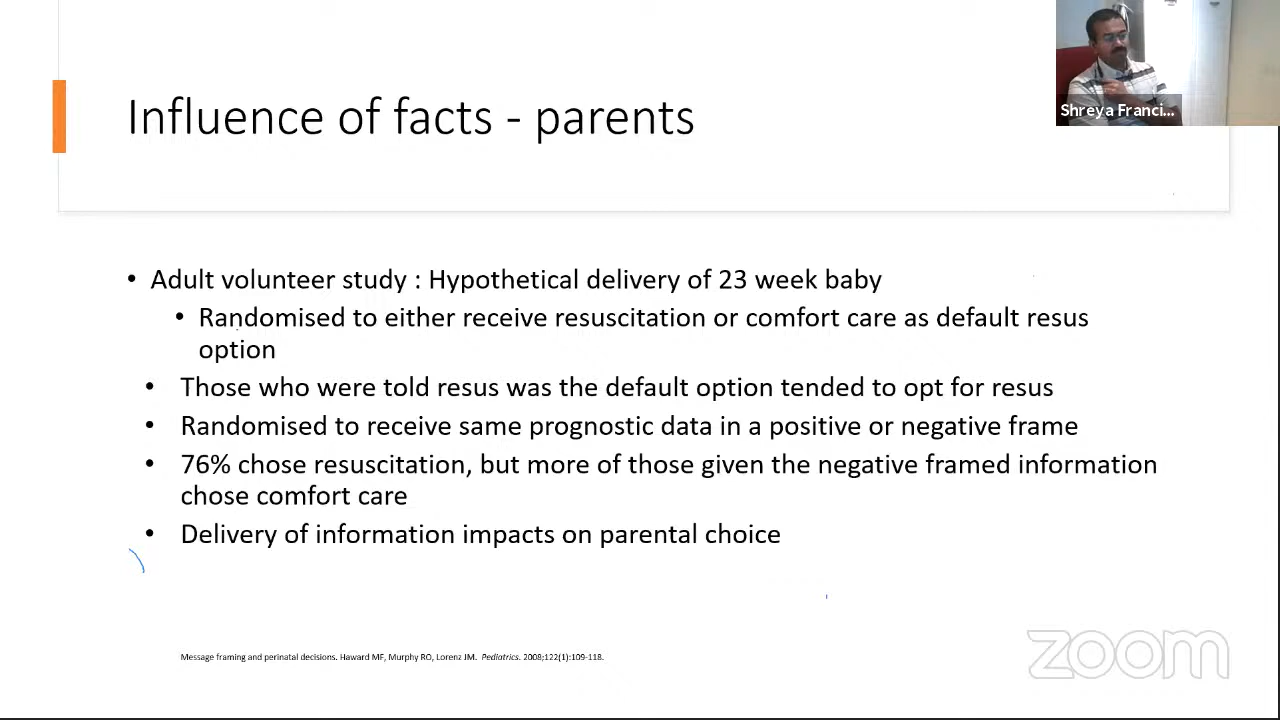 Shreya Franci...
Influence of facts - parents
• Adult volunteer study : Hypothetical delivery of 23 week baby
• Randomised to either receive resuscitation or comfort care as default resus
option
• Those who were told resus was the default option tended to opt for resus
• Randomised to receive same prognostic data in a positive or negative frame
• 76% chose resuscitation, but more of those given the negative framed information
chose comfort care
• Delivery of information impacts on parental choice
Message framing and perinatal decisions. Haward MF, Murphy RO, Lorenz JM. Pediatrics. 2008;122(1):109-118.
zoom